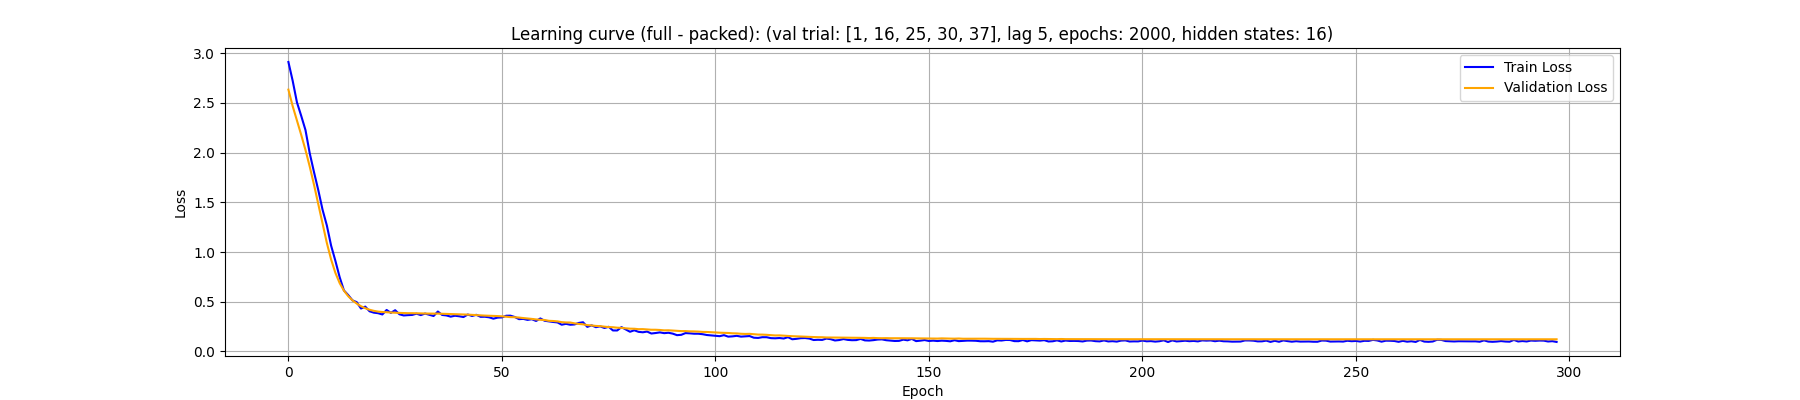 Learning curve (full - packed): (val trial: [1, 16, 25, 30, 37], lag 5, epochs: 2000, hidden states: 16)
Train Loss
Validation Loss
Loss
3.0
2.5
2.0
1.5
1.0
0.5
0.0
0 50 100 150 200 250 300
Epoch